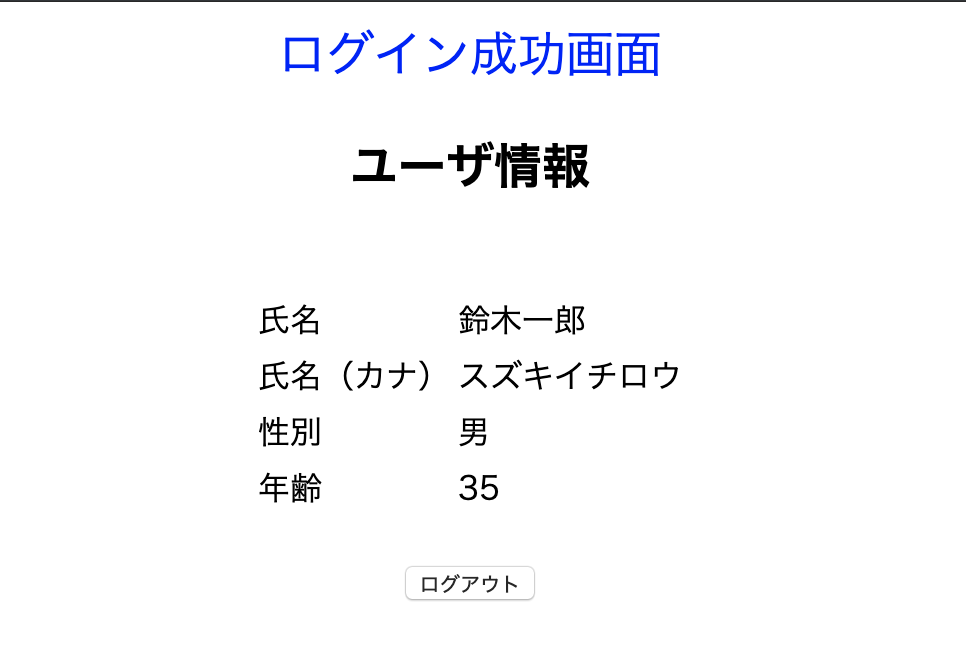 ログイン成功画面
ユーザ情報
氏名 鈴木一郎
氏名（カナ） スズキイチロウ
性別 男
年齢 35
ログアウト